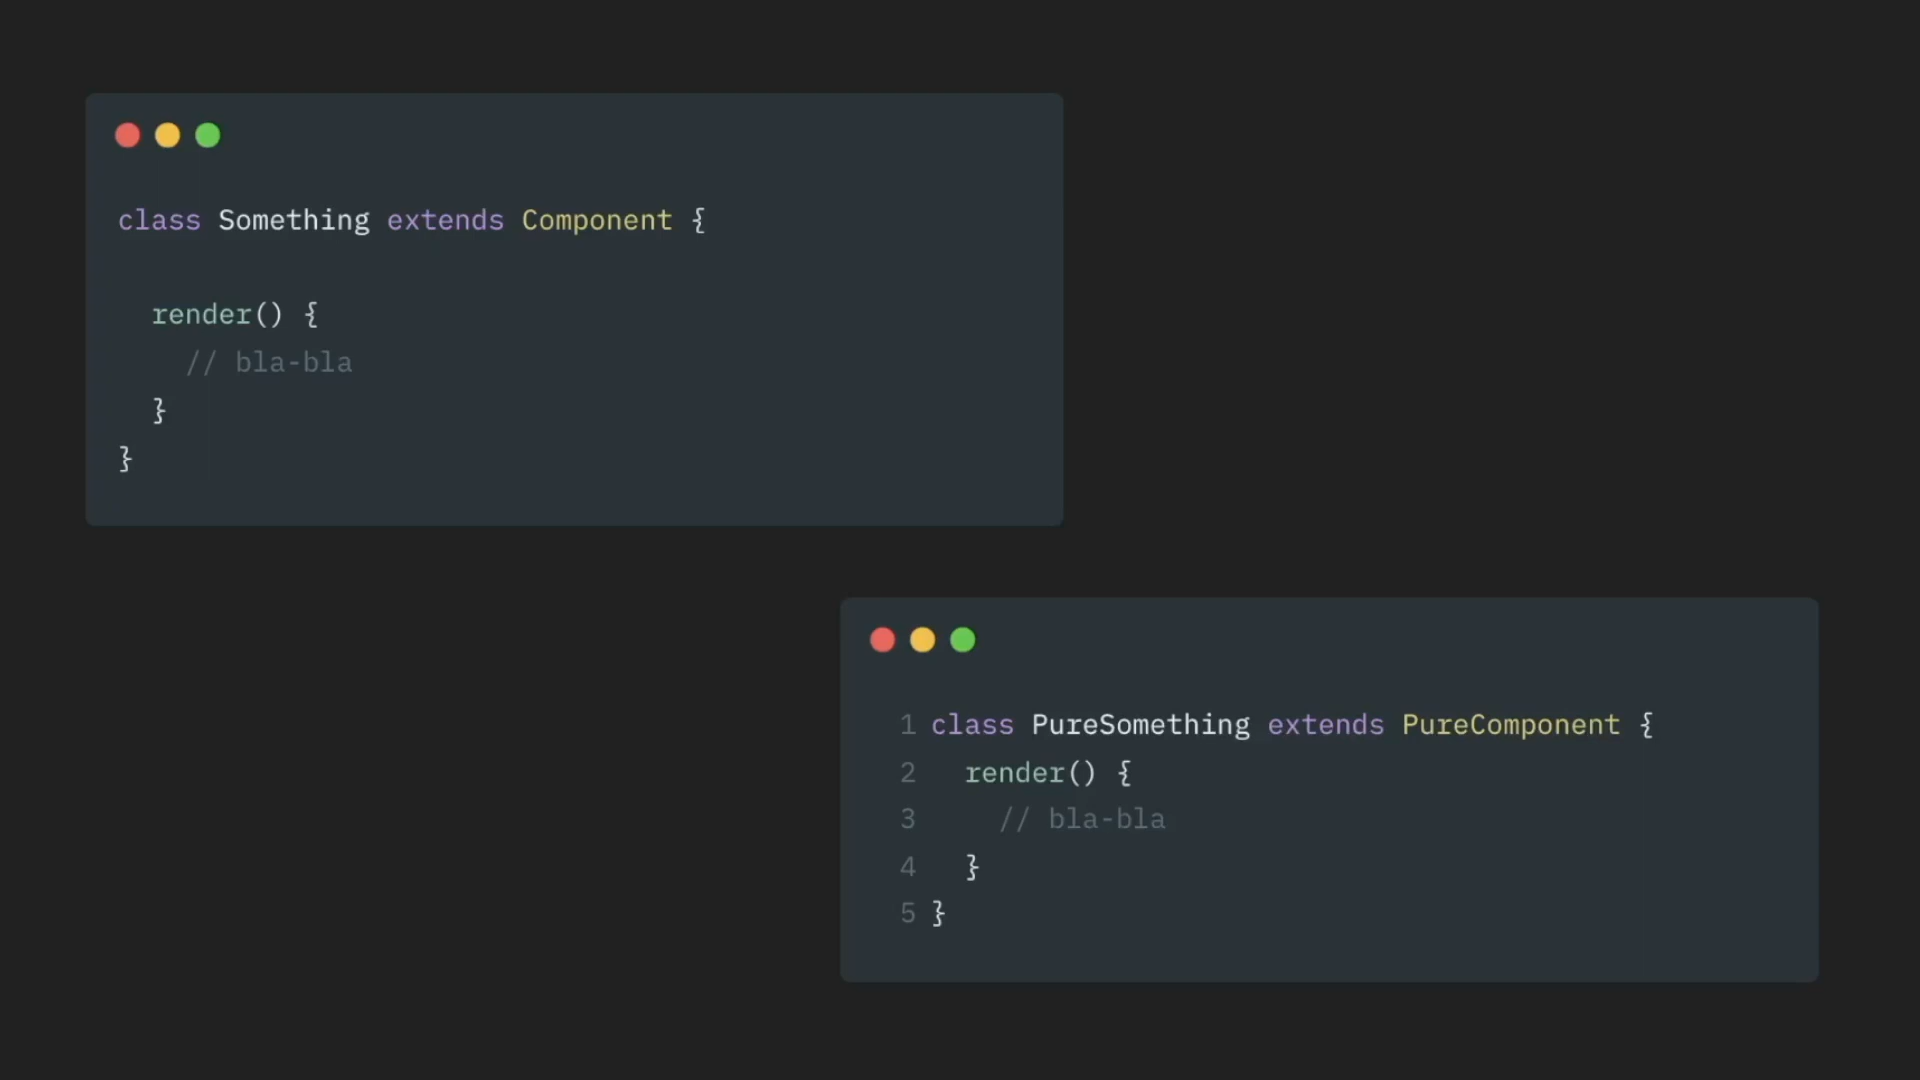 class Something extends Component {
render() {
// bla-bla
}
}
1 class PureSomething extends PureComponent {
2 render() {
3 // bla-bla
4 }
5 }